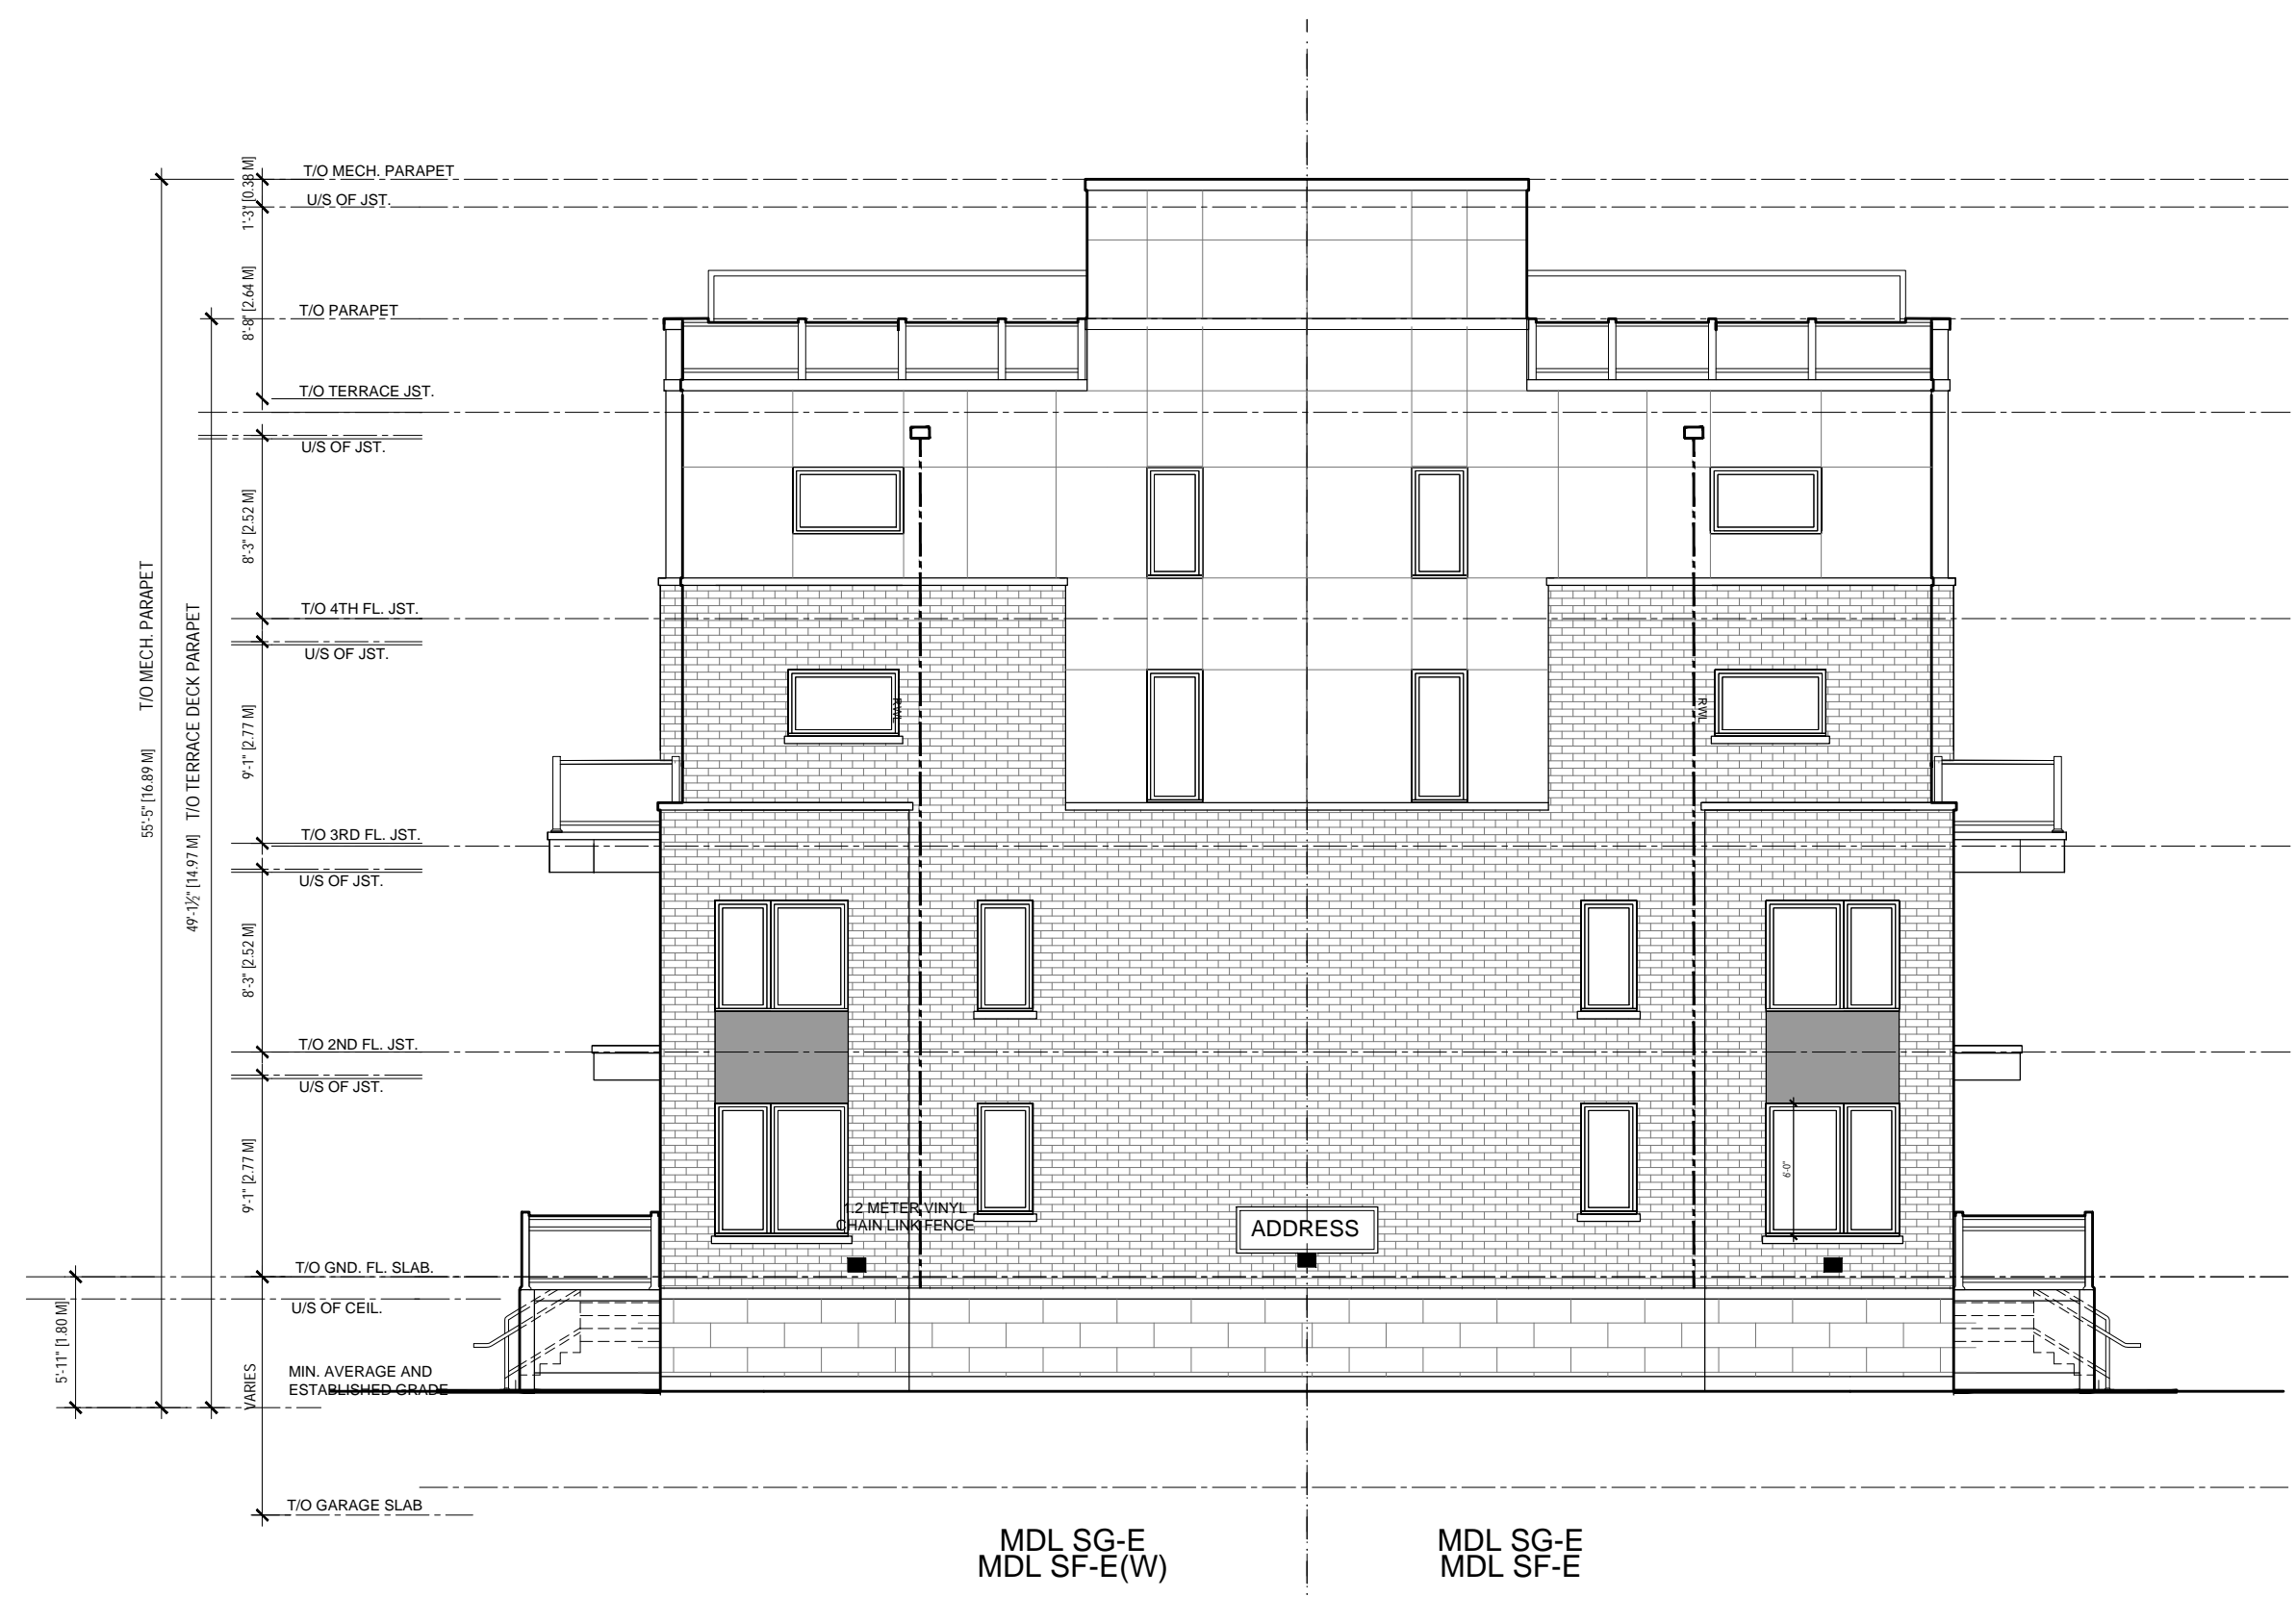 T/O MECH. PARAPET
U/S OF JST.
1'-3" [0.38 M]
8'-8" [2.64 M]
T/O PARAPET
T/O TERRACE JST.
U/S OF JST.
8'-3" [2.52 M]
T/O 4TH FL. JST.
U/S OF JST.
9'-1" [2.77 M]
T/O 3RD FL. JST.
U/S OF JST.
8'-3" [2.52 M]
T/O 2ND FL. JST.
U/S OF JST.
9'-1" [2.77 M]
T/O GND. FL. SLAB.
U/S OF CEIL.
MIN. AVERAGE AND
ESTABLISHED GRADE
VARIES
T/O GARAGE SLAB
5'-11" [1.80 M]
55'-5" [16.89 M] T/O MECH. PARAPET
49'-1½" [14.97 M] T/O TERRACE DECK PARAPET
RWL
RWL
6'-0"
1.2 METER VINYL
CHAIN LINK FENCE
ADDRESS
MDL SG-E
MDL SF-E(W)
MDL SG-E
MDL SF-E